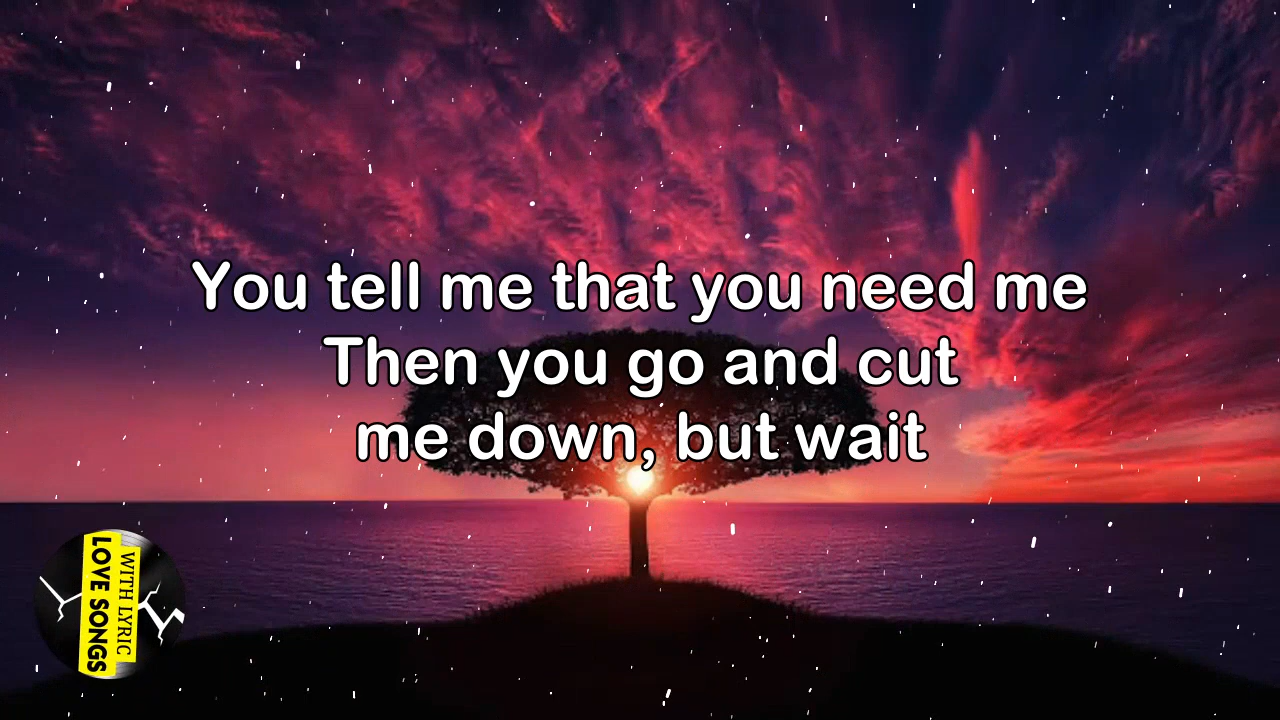 You tell me that you need me
Then you go and cut
me down, but wait
WITH LYRIC
LOVE SONGS